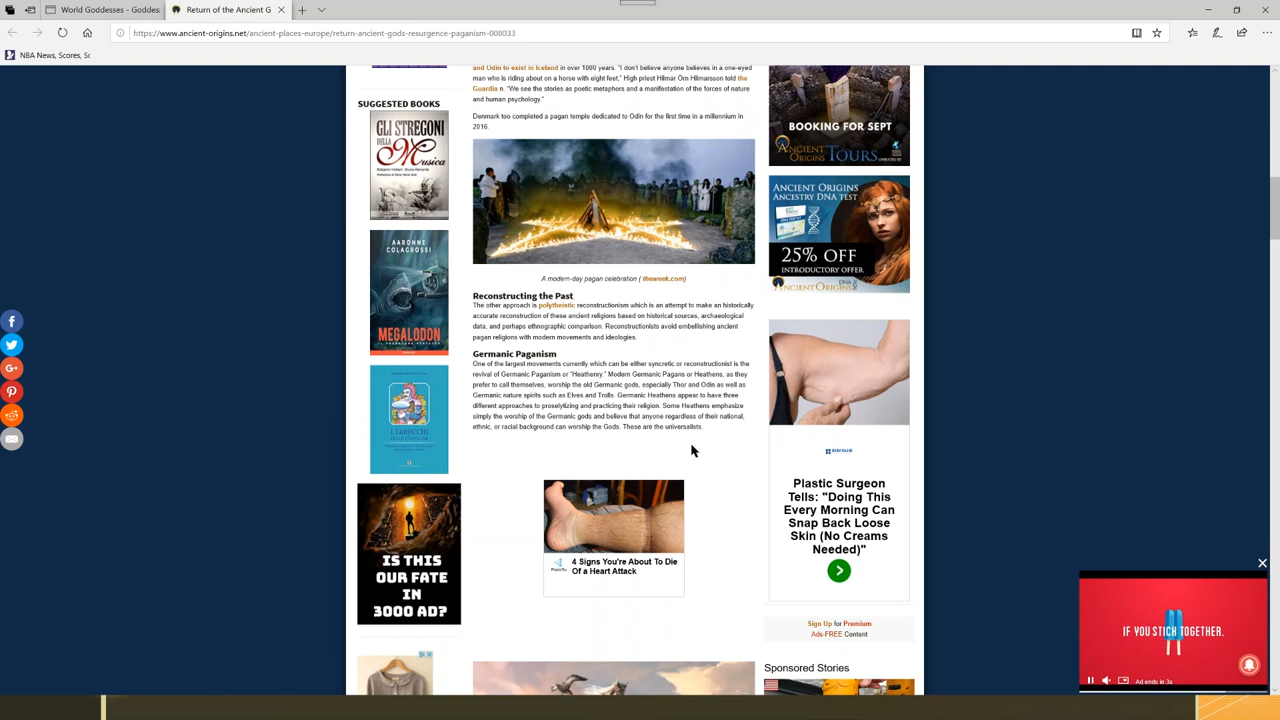 World Goddesses - Goddes
Return of the Ancient G
https://www.ancient-origins.net/ancient-places-europe/return-ancient-gods-resurgence-paganism-008033
NBA News, Scores, Sc
and Odin to exist in Iceland in over 1000 years. "I don't believe anyone believes in a one-eyed
man who is riding about on a horse with eight feet," High priest Hilmar Örn Hilmarsson told the
Guardia n. "We see the stories as poetic metaphors and a manifestation of the forces of nature
and human psychology."
Denmark too completed a pagan temple dedicated to Odin for the first time in a millennium in
2016.
A modern-day pagan celebration ( theweek.com)
Reconstructing the Past
The other approach is polytheistic reconstructionism which is an attempt to make an historically
accurate reconstruction of these ancient religions based on historical sources, archaeological
data, and perhaps ethnographic comparison. Reconstructionists avoid embellishing ancient
pagan religions with modern movements and ideologies.
Germanic Paganism
One of the largest movements currently which can be either syncretic or reconstructionist is the
revival of Germanic Paganism or "Heathenry." Modern Germanic Pagans or Heathens, as they
prefer to call themselves, worship the old Germanic gods, especially Thor and Odin as well as
Germanic nature spirits such as Elves and Trolls. Germanic Heathens appear to have three
different approaches to proselytizing and practicing their religion. Some Heathens emphasize
simply the worship of the Germanic gods and believe that anyone regardless of their national,
ethnic, or racial background can worship the Gods. These are the universalists.
4 Signs You're About To Die
Of a Heart Attack
SUGGESTED BOOKS
GLI STREGONI
DELLA
Musica
AARONNE
COLAGROSSI
MEGALODON
IS THIS
OUR FATE
IN
3000 AD?
BOOKING FOR SEPT
ANCIENT
ORIGINS TOURS
ANCIENT ORIGINS
ANCESTRY DNA TEST
25% OFF
INTRODUCTORY OFFER
ANCIENT ORIGINS
DNA
Plastic Surgeon
Tells: "Doing This
Every Morning Can
Snap Back Loose
Skin (No Creams
Needed)"
Sign Up for Premium
Ads-FREE Content
Sponsored Stories
IF YOU STICK TOGETHER.
Ad ends in 3s